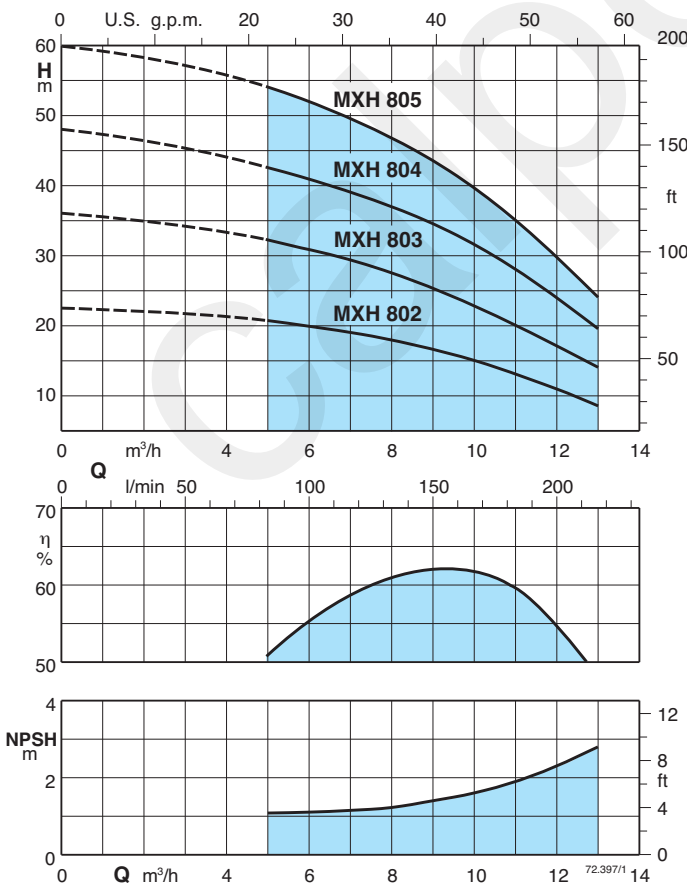 0 U.S. g.p.m. 20 30 40 50 60
60 200
H
m
MXH 805
50
150
MXH 804
40
ft
MXH 803
30 100
MXH 802
20
50
10
0 m³/h 4 6 8 10 12 14
Q
0 l/min 50 100 150 200
70
η
%
60
50
4 12
NPSH
m
8
2 ft
4
0 0
72.397/1
0 Q m³/h 4 6 8 10 12 14
calp